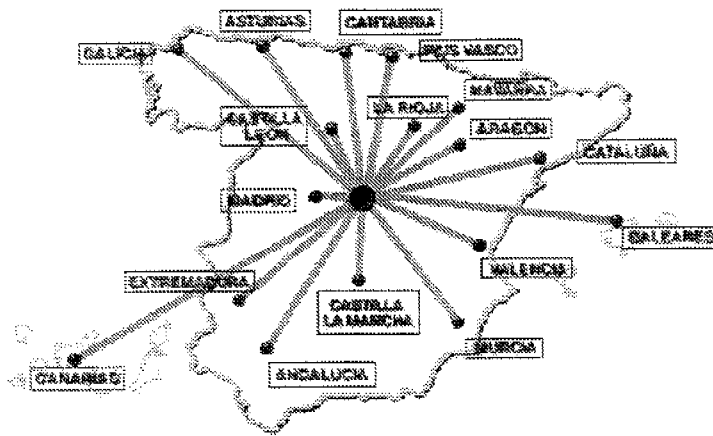 ASTURIAS
CANTABRIA
GALICIA
PAIS VASCO
NAVARRA
LA RIOJA
CASTILLA
LEON
ARAGON
CATALUÑA
MADRID
BALEARES
VALENCIA
EXTREMADURA
CASTILLA
LA MANCHA
MURCIA
CANARIAS
ANDALUCIA